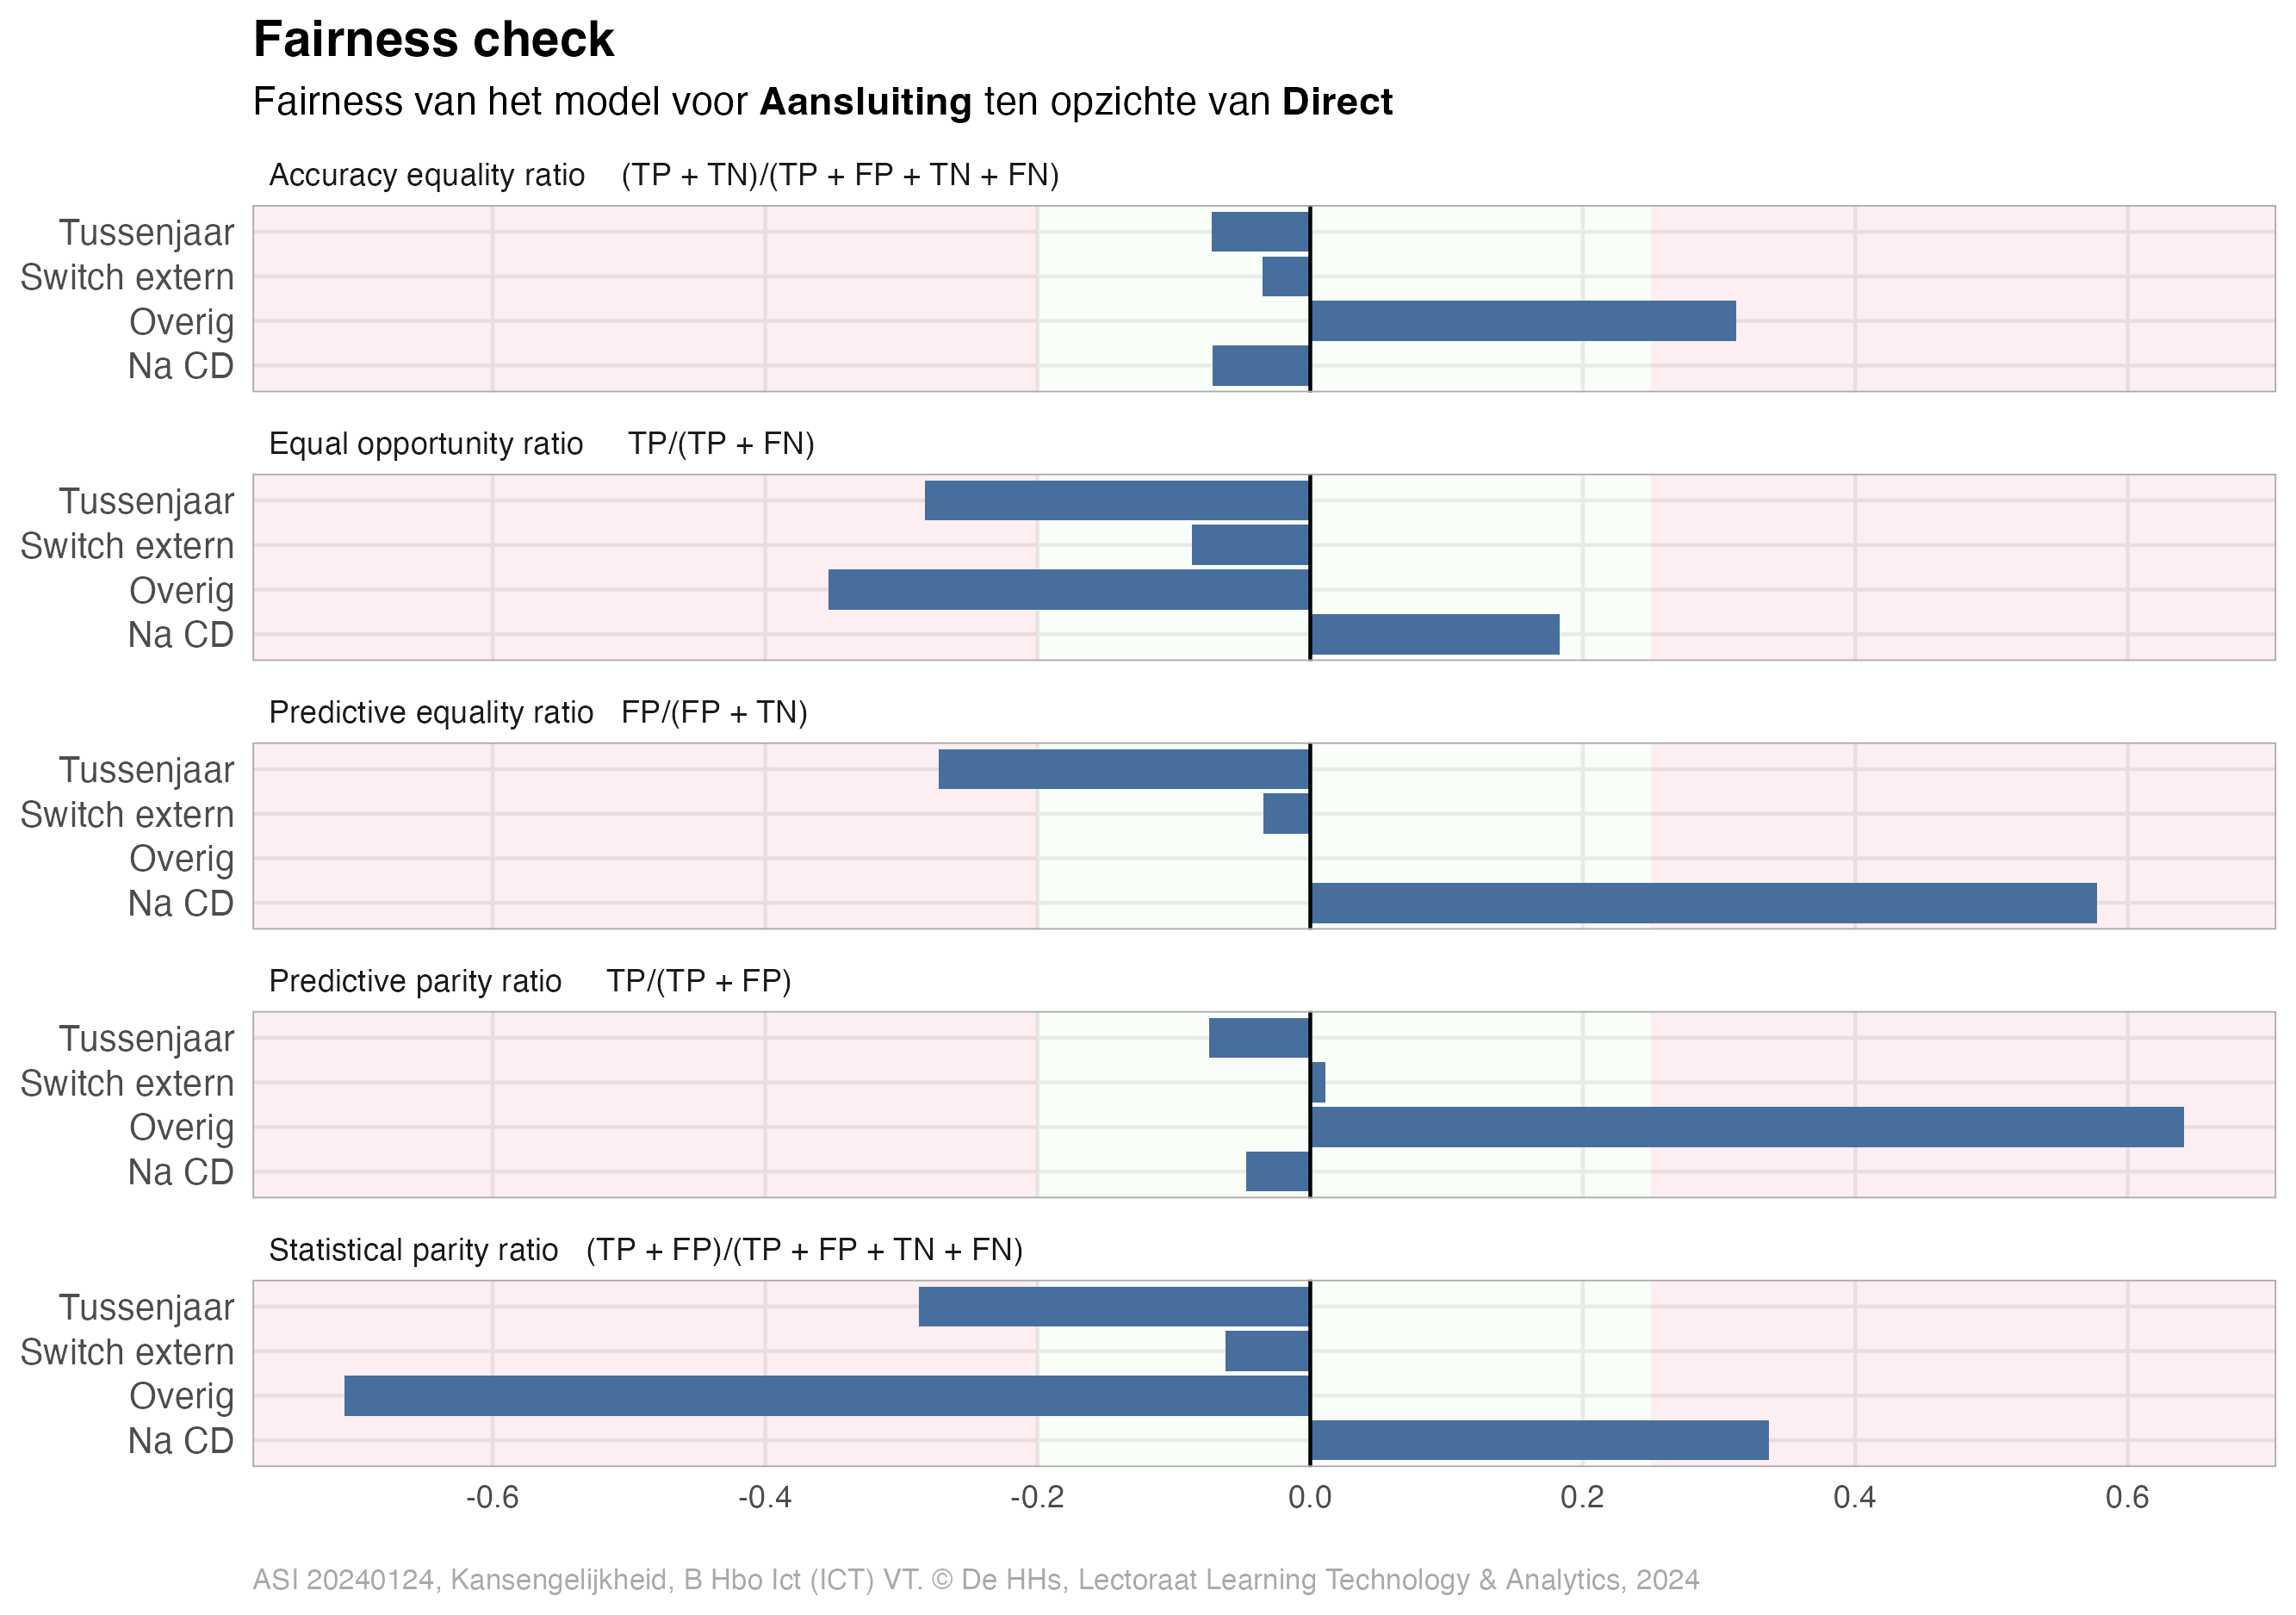 Fairness check
Fairness van het model voor Aansluiting ten opzichte van Direct
Accuracy equality ratio (TP + TN)/(TP + FP + TN + FN)
Tussenjaar
Switch extern
Overig
Na CD
Equal opportunity ratio TP/(TP + FN)
Tussenjaar
Switch extern
Overig
Na CD
Predictive equality ratio FP/(FP + TN)
Tussenjaar
Switch extern
Overig
Na CD
Predictive parity ratio TP/(TP + FP)
Tussenjaar
Switch extern
Overig
Na CD
Statistical parity ratio (TP + FP)/(TP + FP + TN + FN)
Tussenjaar
Switch extern
Overig
Na CD
-0.6 -0.4 -0.2 0.0 0.2 0.4 0.6
ASI 20240124, Kansengelijkheid, B Hbo Ict (ICT) VT. © De HHs, Lectoraat Learning Technology & Analytics, 2024